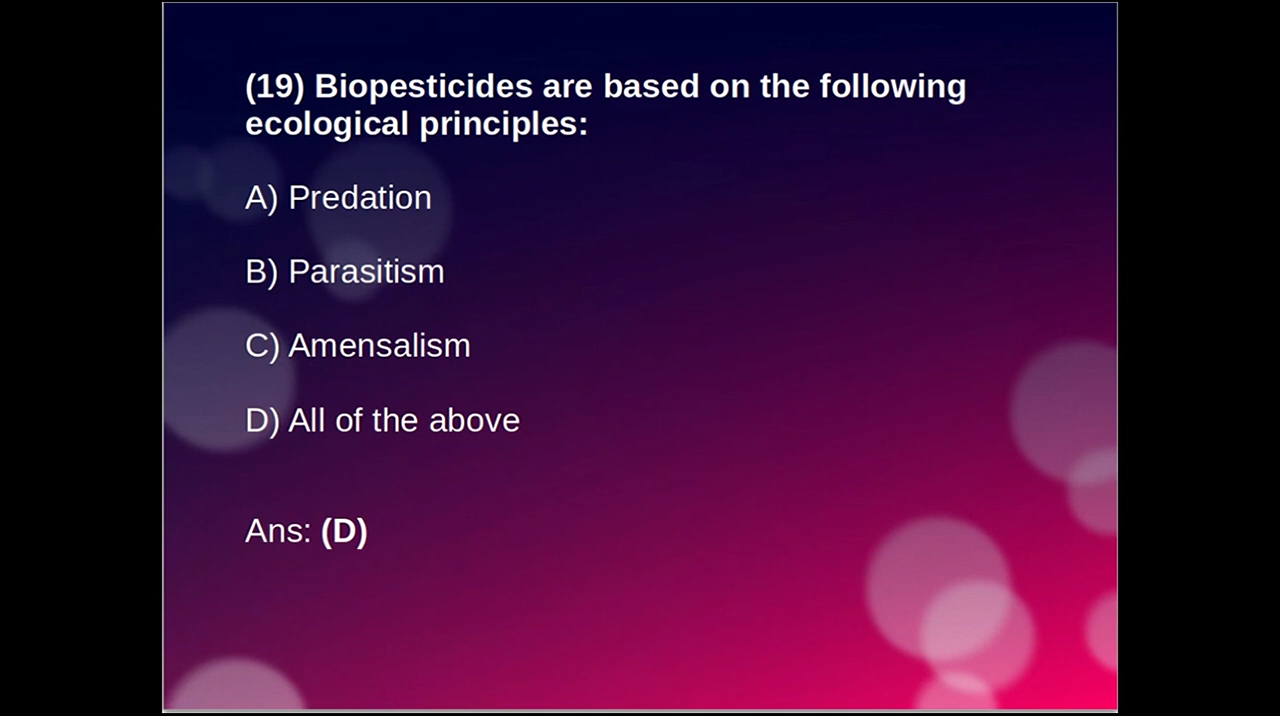 (19) Biopesticides are based on the following
ecological principles:
A) Predation
B) Parasitism
C) Amensalism
D) All of the above
Ans: (D)